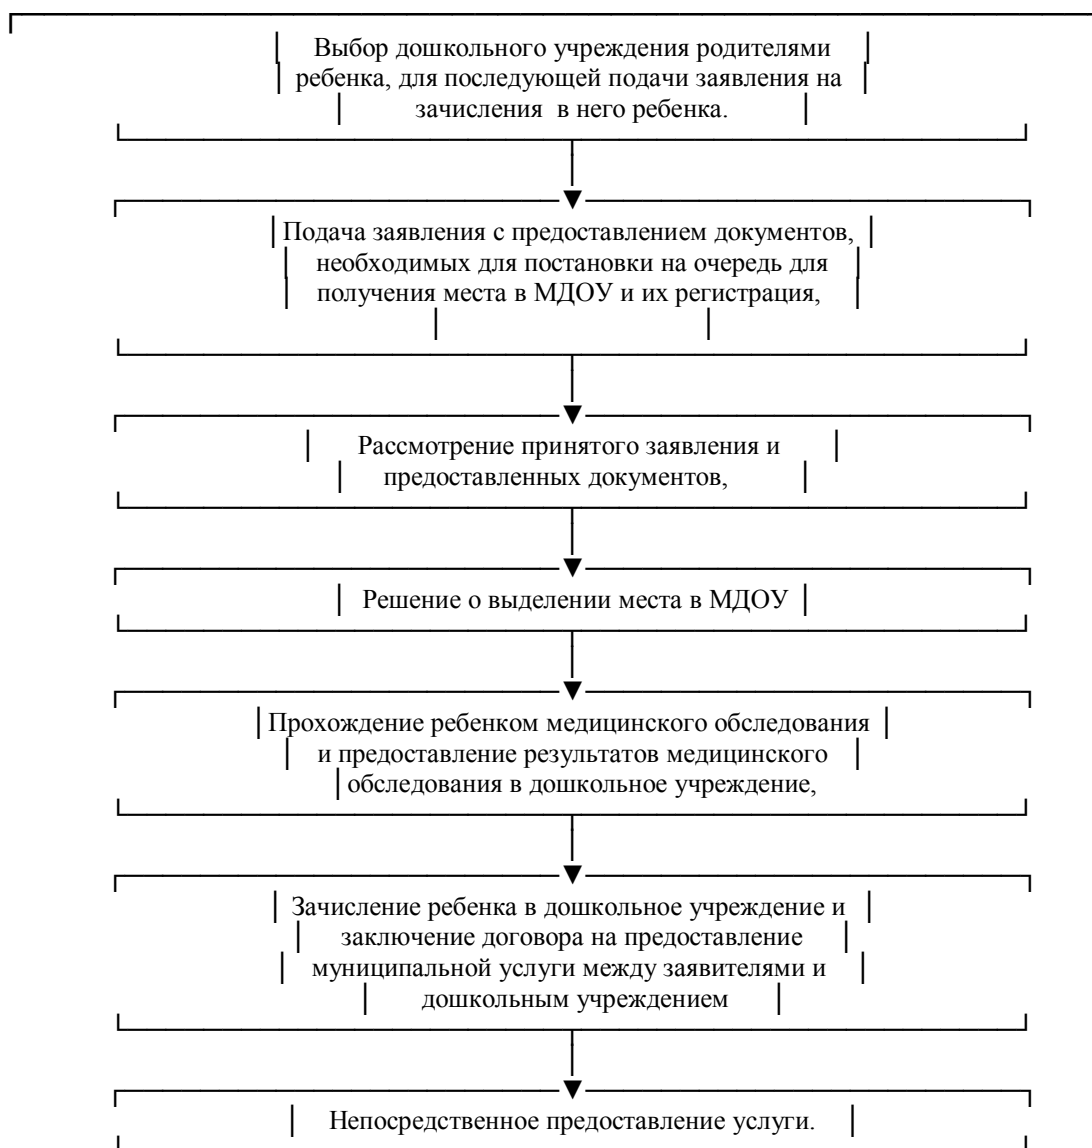 Выбор дошкольного учреждения родителями
ребенка, для последующей подачи заявления на
зачисления в него ребенка.
Подача заявления с предоставлением документов,
необходимых для постановки на очередь для
получения места в МДОУ и их регистрация,
Рассмотрение принятого заявления и
предоставленных документов,
Решение о выделении места в МДОУ
Прохождение ребенком медицинского обследования
и предоставление результатов медицинского
обследования в дошкольное учреждение,
Зачисление ребенка в дошкольное учреждение и
заключение договора на предоставление
муниципальной услуги между заявителями и
дошкольным учреждением
Непосредственное предоставление услуги.